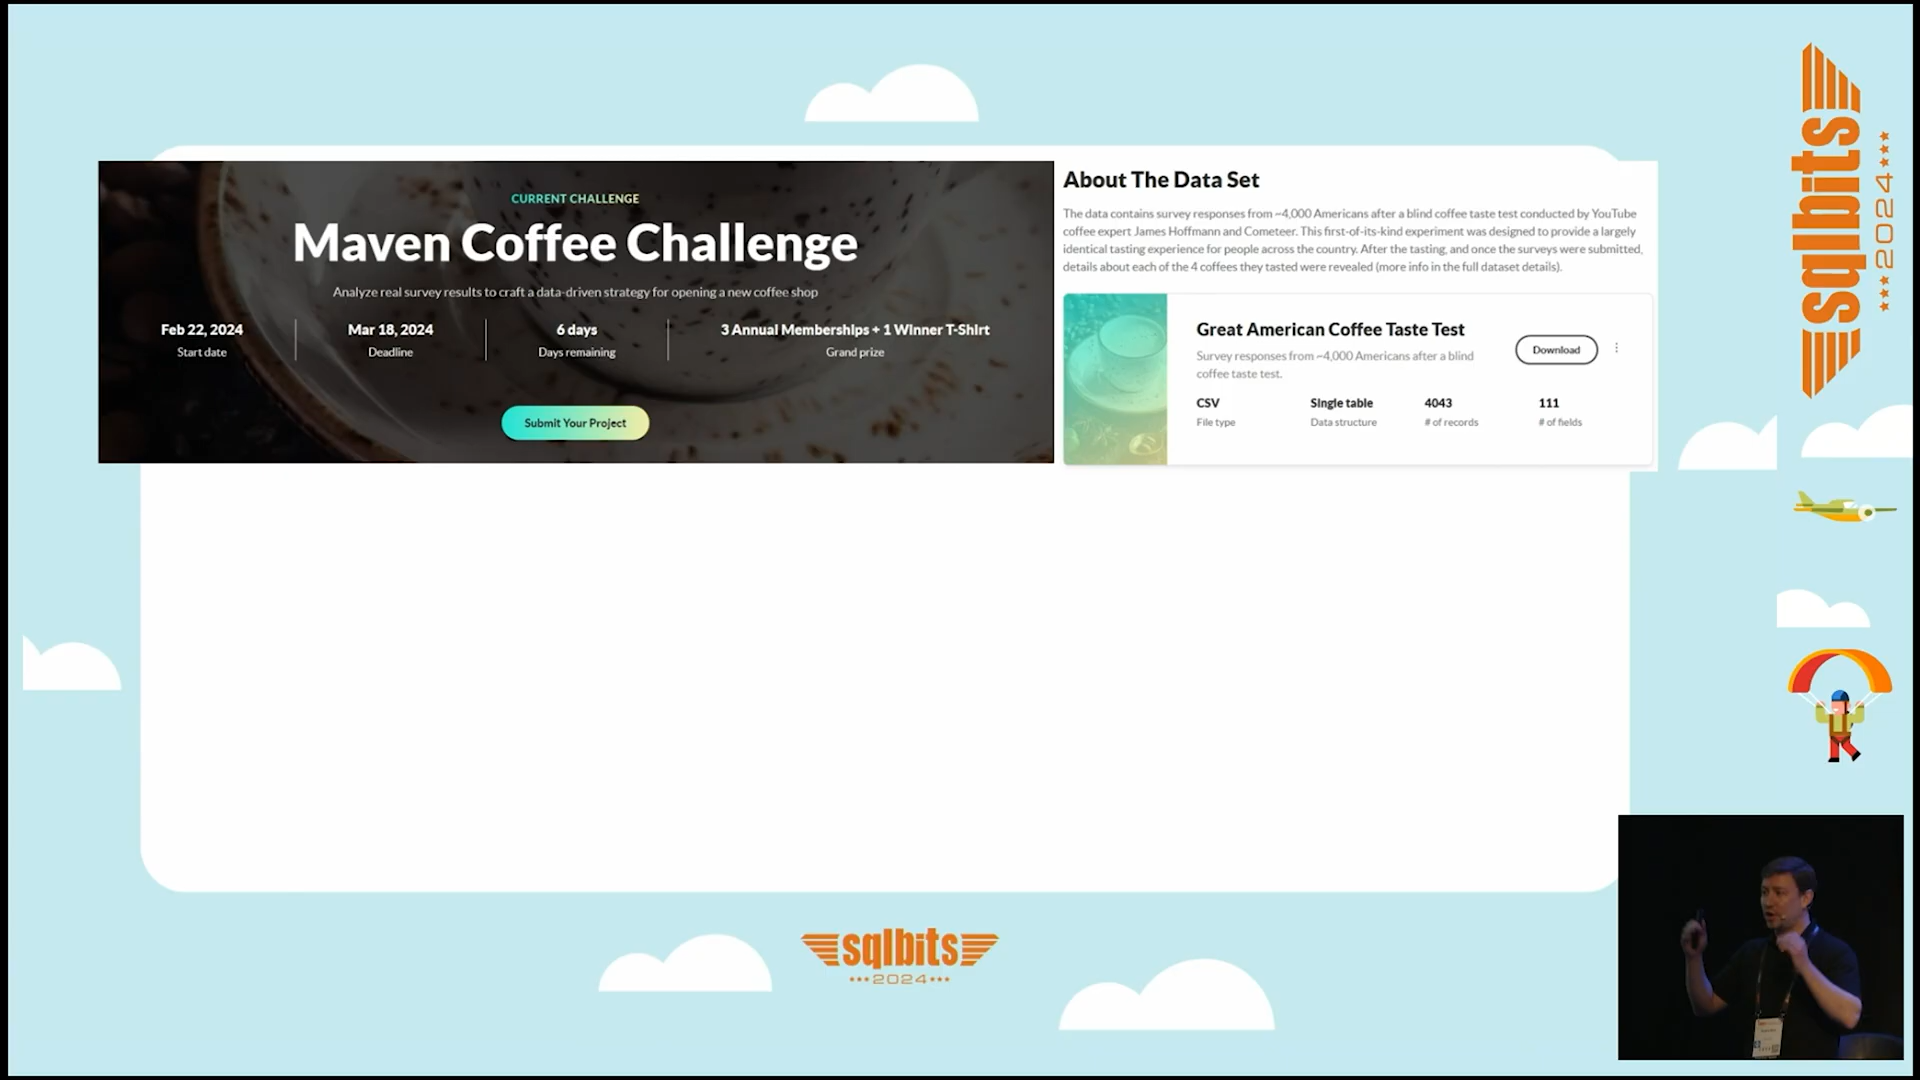 CURRENT CHALLENGE
Maven Coffee Challenge
Analyze real survey results to craft a data-driven strategy for opening a new coffee shop
Feb 22, 2024
Start date
Mar 18, 2024
Deadline
6 days
Days remaining
3 Annual Memberships + 1 Winner T-Shirt
Grand prize
Submit Your Project
About The Data Set
The data contains survey responses from ~4,000 Americans after a blind coffee taste test conducted by YouTube
coffee expert James Hoffmann and Cometeer. This first-of-its-kind experiment was designed to provide a largely
identical tasting experience for people across the country. After the tasting, and once the surveys were submitted,
details about each of the 4 coffees they tasted were revealed (more info in the full dataset details).
Great American Coffee Taste Test
Survey responses from ~4,000 Americans after a blind
coffee taste test.
Download
CSV
File type
Single table
Data structure
4043
# of records
111
# of fields
sqlbits
2024
sqlbits
2024